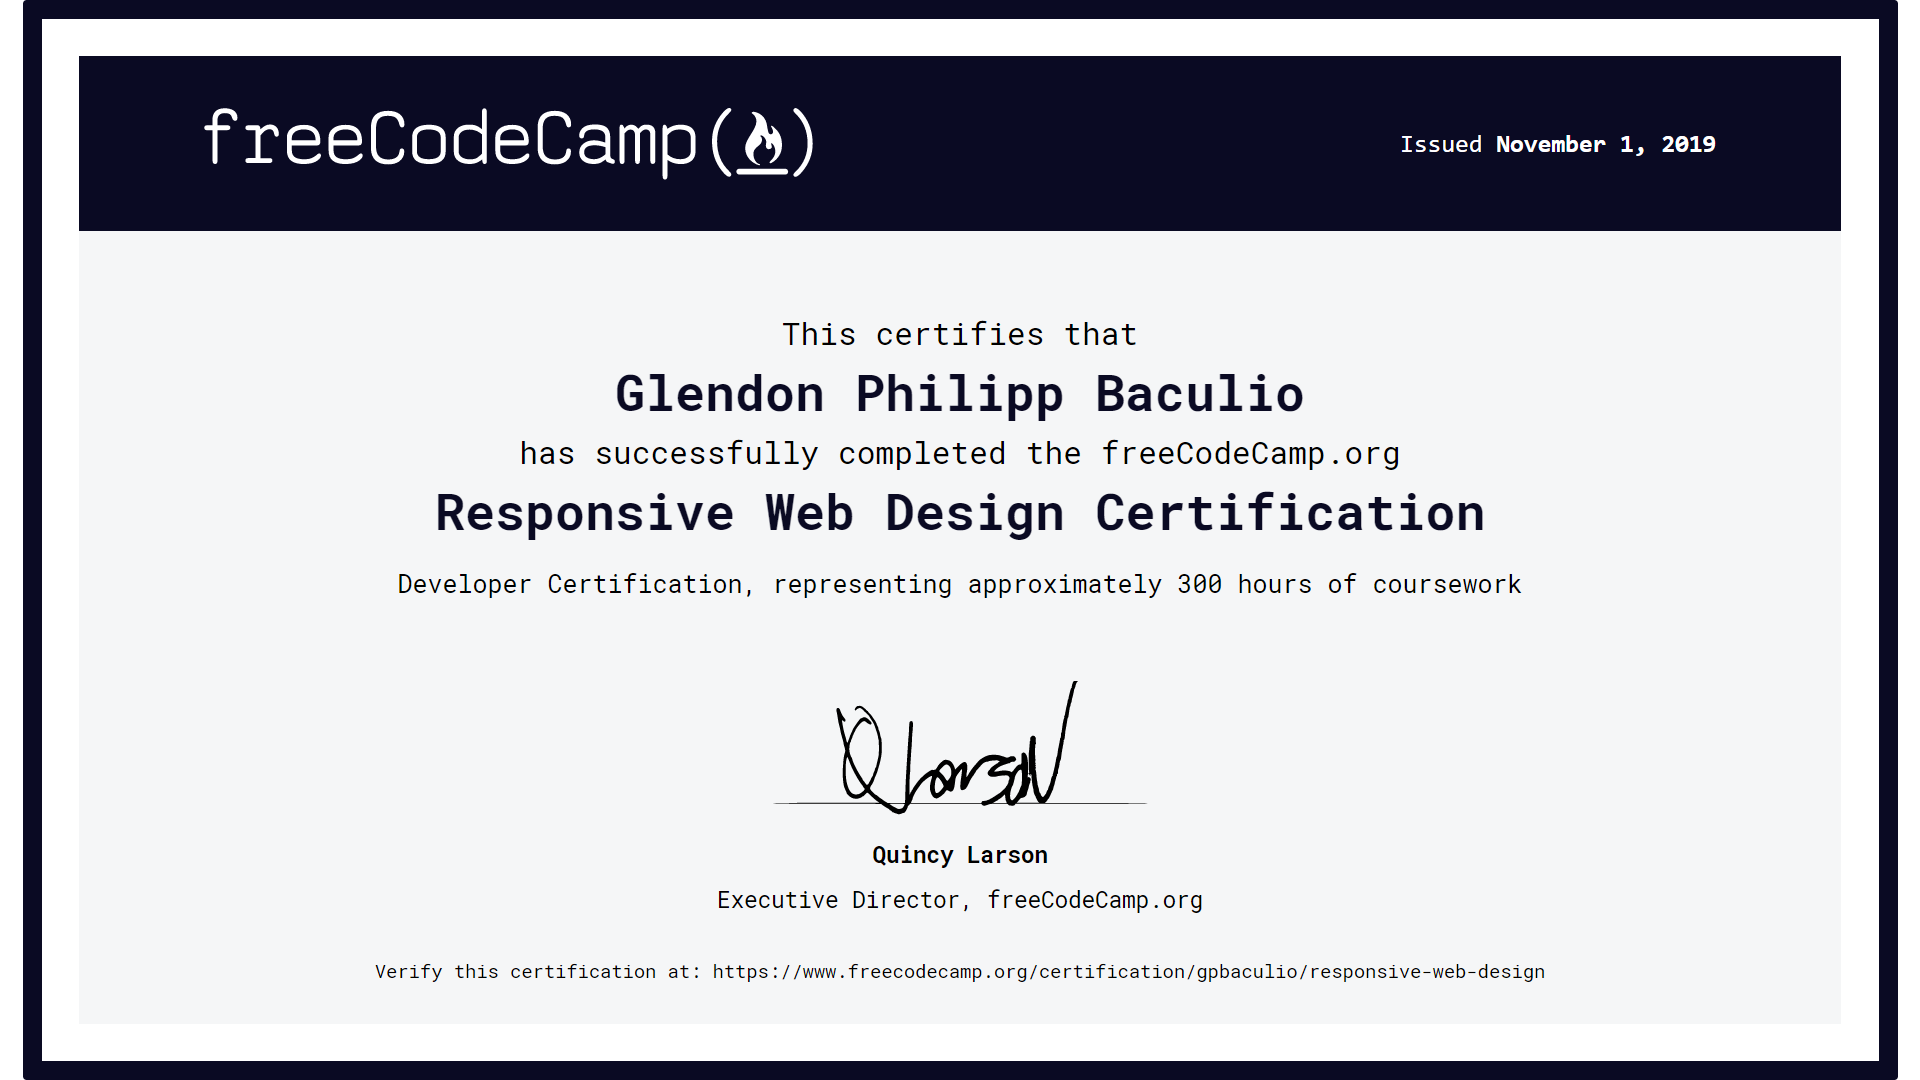 freeCodeCamp(🔥)
Issued November 1, 2019
This certifies that
Glendon Philipp Baculio
has successfully completed the freeCodeCamp.org
Responsive Web Design Certification
Developer Certification, representing approximately 300 hours of coursework
Q Larson
Quincy Larson
Executive Director, freeCodeCamp.org
Verify this certification at: https://www.freecodecamp.org/certification/gpbaculio/responsive-web-design